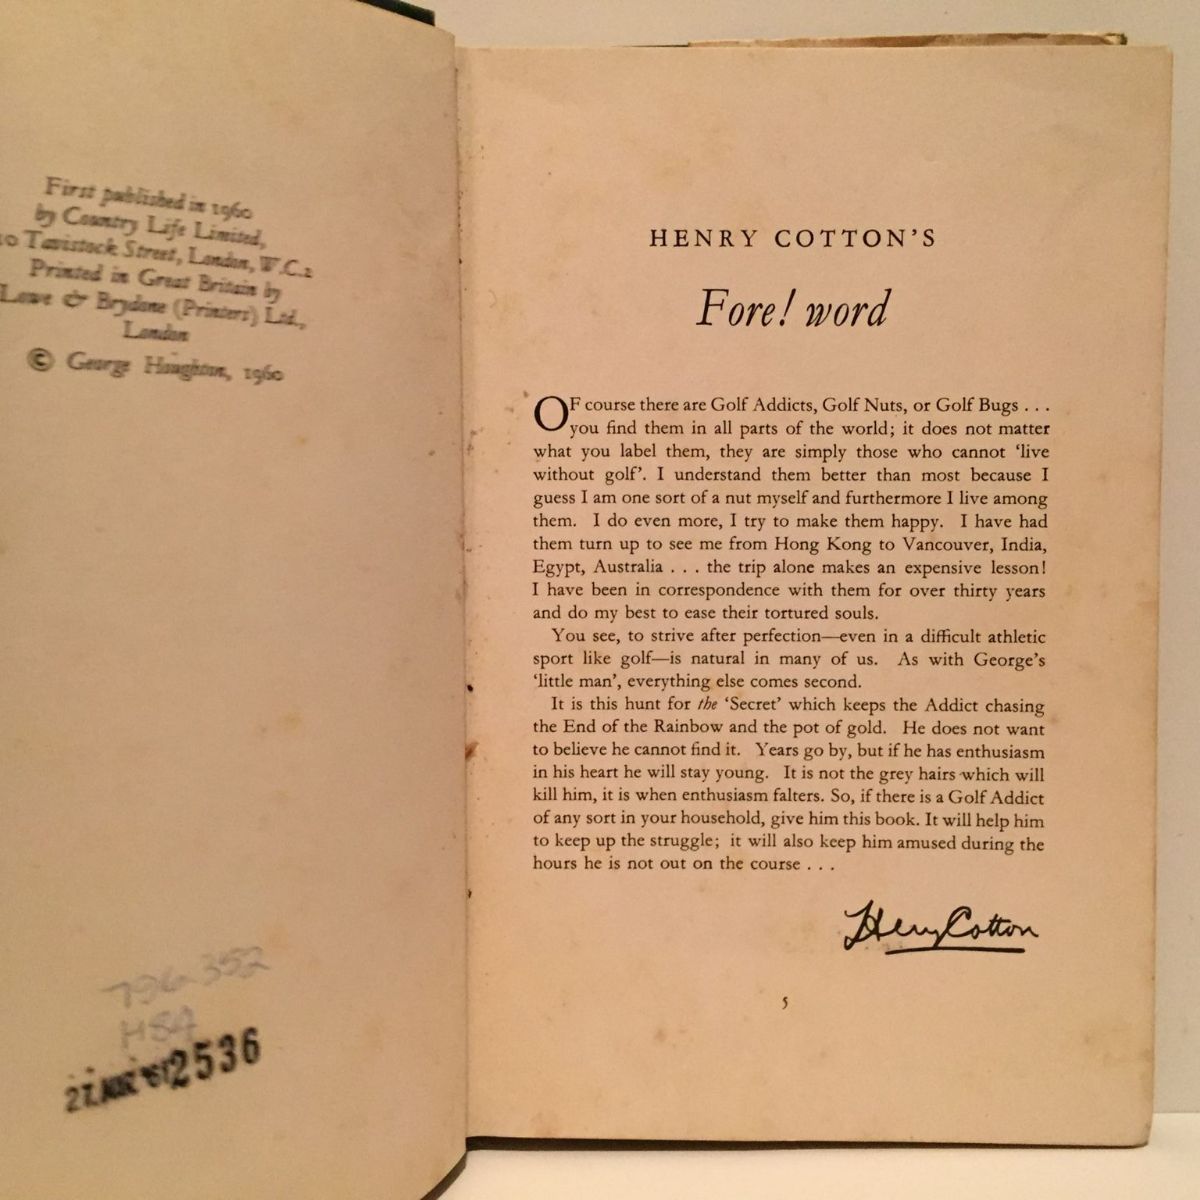 First published in 1960
by Country Life Limited,
Tavistock Street, London, W.C.2
Printed in Great Britain by
Lowe & Brydone (Printers) Ltd.,
London
© George Houghton, 1960
796.352
2536
HENRY COTTON'S
Fore! word
OF course there are Golf Addicts, Golf Nuts, or Golf Bugs . . .
you find them in all parts of the world; it does not matter
what you label them, they are simply those who cannot ‘live
without golf’. I understand them better than most because I
guess I am one sort of a nut myself and furthermore I live among
them. I do even more, I try to make them happy. I have had
them turn up to see me from Hong Kong to Vancouver, India,
Egypt, Australia . . . the trip alone makes an expensive lesson!
I have been in correspondence with them for over thirty years
and do my best to ease their tortured souls.
You see, to strive after perfection—even in a difficult athletic
sport like golf—is natural in many of us. As with George’s
‘little man’, everything else comes second.
It is this hunt for the ‘Secret’ which keeps the Addict chasing
the End of the Rainbow and the pot of gold. He does not want
to believe he cannot find it. Years go by, but if he has enthusiasm
in his heart he will stay young. It is not the grey hairs which will
kill him, it is when enthusiasm falters. So, if there is a Golf Addict
of any sort in your household, give him this book. It will help him
to keep up the struggle; it will also keep him amused during the
hours he is not out on the course . . .
Henry Cotton
5